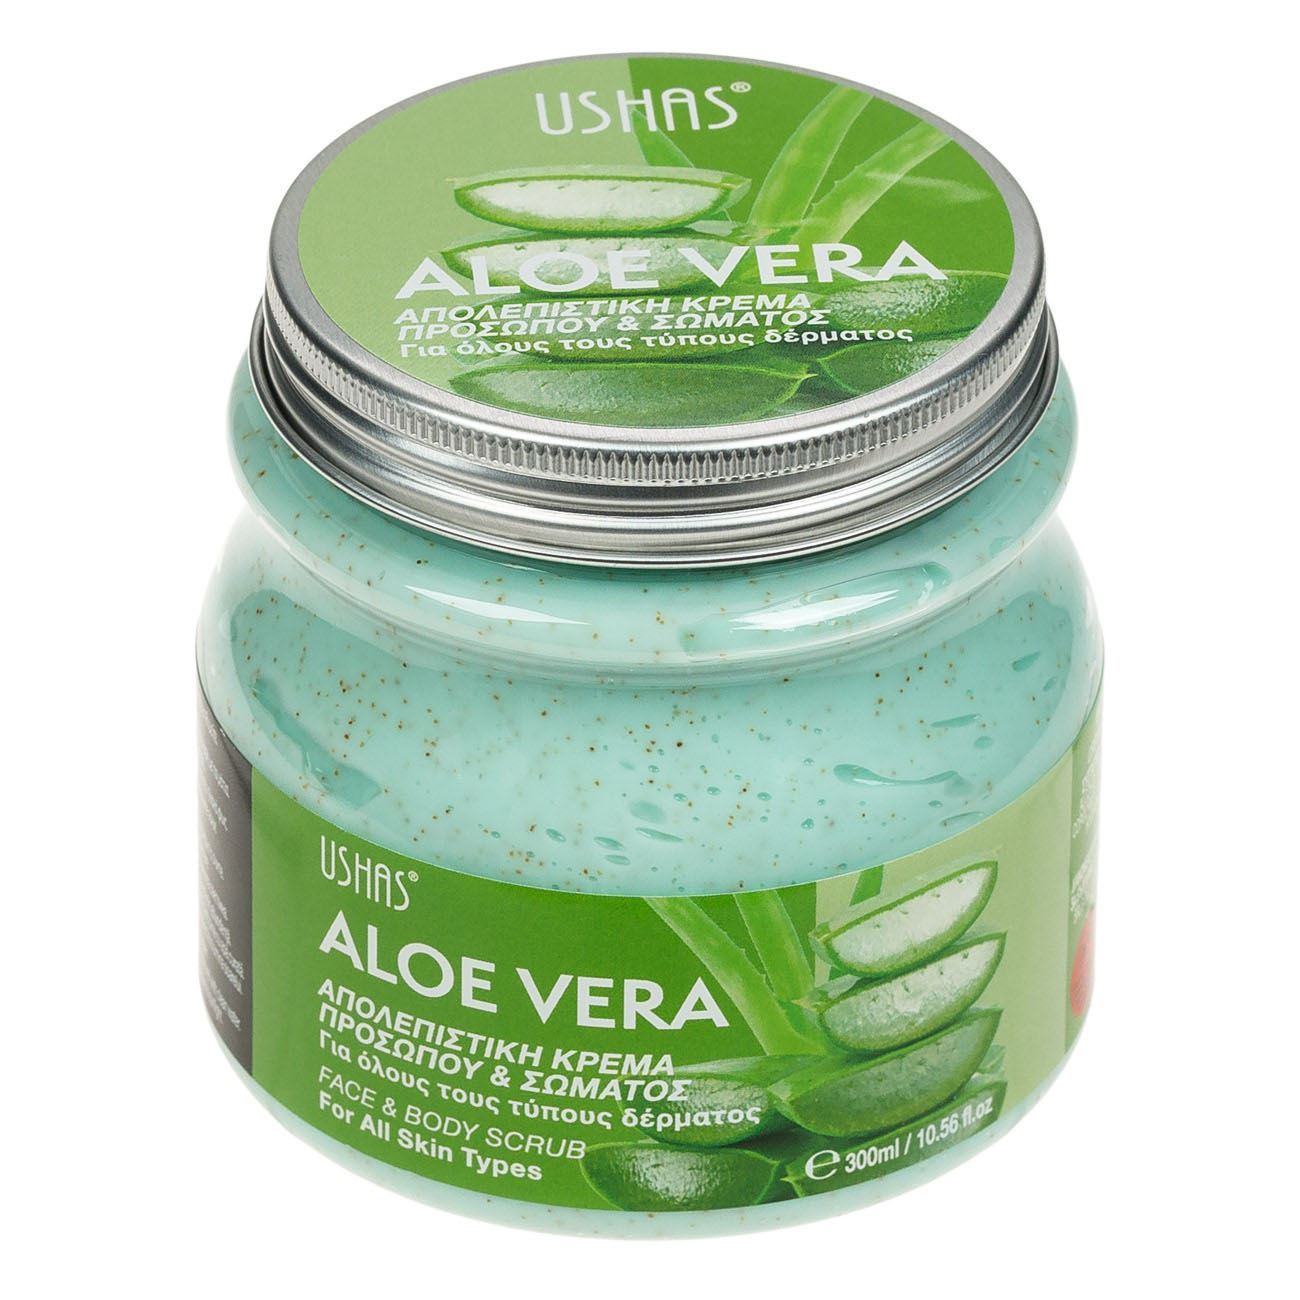 USHAS®
ALOE VERA
ΑΠΟΛΕΠΙΣΤΙΚΗ ΚΡΕΜΑ
ΠΡΟΣΩΠΟΥ & ΣΩΜΑΤΟΣ
Για όλους τους τύπους δέρματος
USHAS®
ALOE VERA
ΑΠΟΛΕΠΙΣΤΙΚΗ ΚΡΕΜΑ
ΠΡΟΣΩΠΟΥ & ΣΩΜΑΤΟΣ
Για όλους τους τύπους δέρματος
FACE & BODY SCRUB
For All Skin Types
℮ 300ml / 10.56 fl.oz